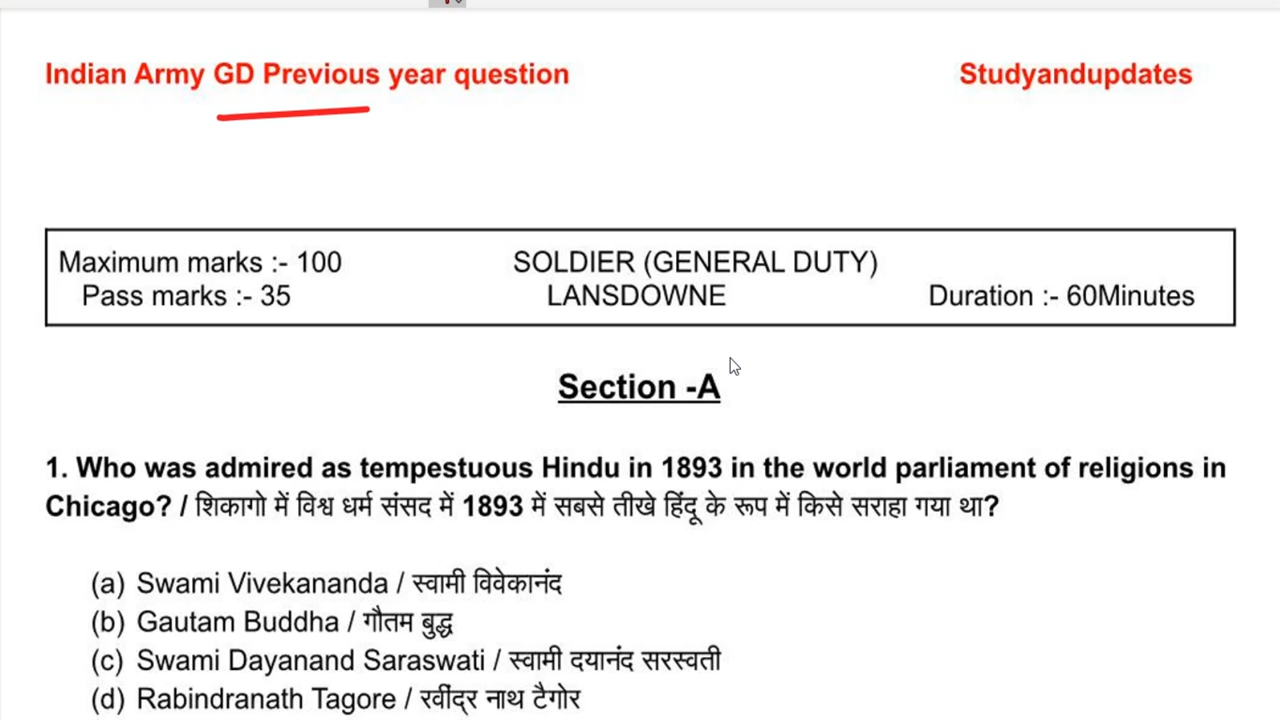 Indian Army GD Previous year question Studyandupdates
Maximum marks :- 100 SOLDIER (GENERAL DUTY)
Pass marks :- 35 LANSDOWNE Duration :- 60Minutes
Section -A
1. Who was admired as tempestuous Hindu in 1893 in the world parliament of religions in
Chicago? / शिकागो में विश्व धर्म संसद में 1893 में सबसे तीखे हिंदू के रूप में किसे सराहा गया था?
(a) Swami Vivekananda / स्वामी विवेकानंद
(b) Gautam Buddha / गौतम बुद्ध
(c) Swami Dayanand Saraswati / स्वामी दयानंद सरस्वती
(d) Rabindranath Tagore / रवींद्र नाथ टैगोर